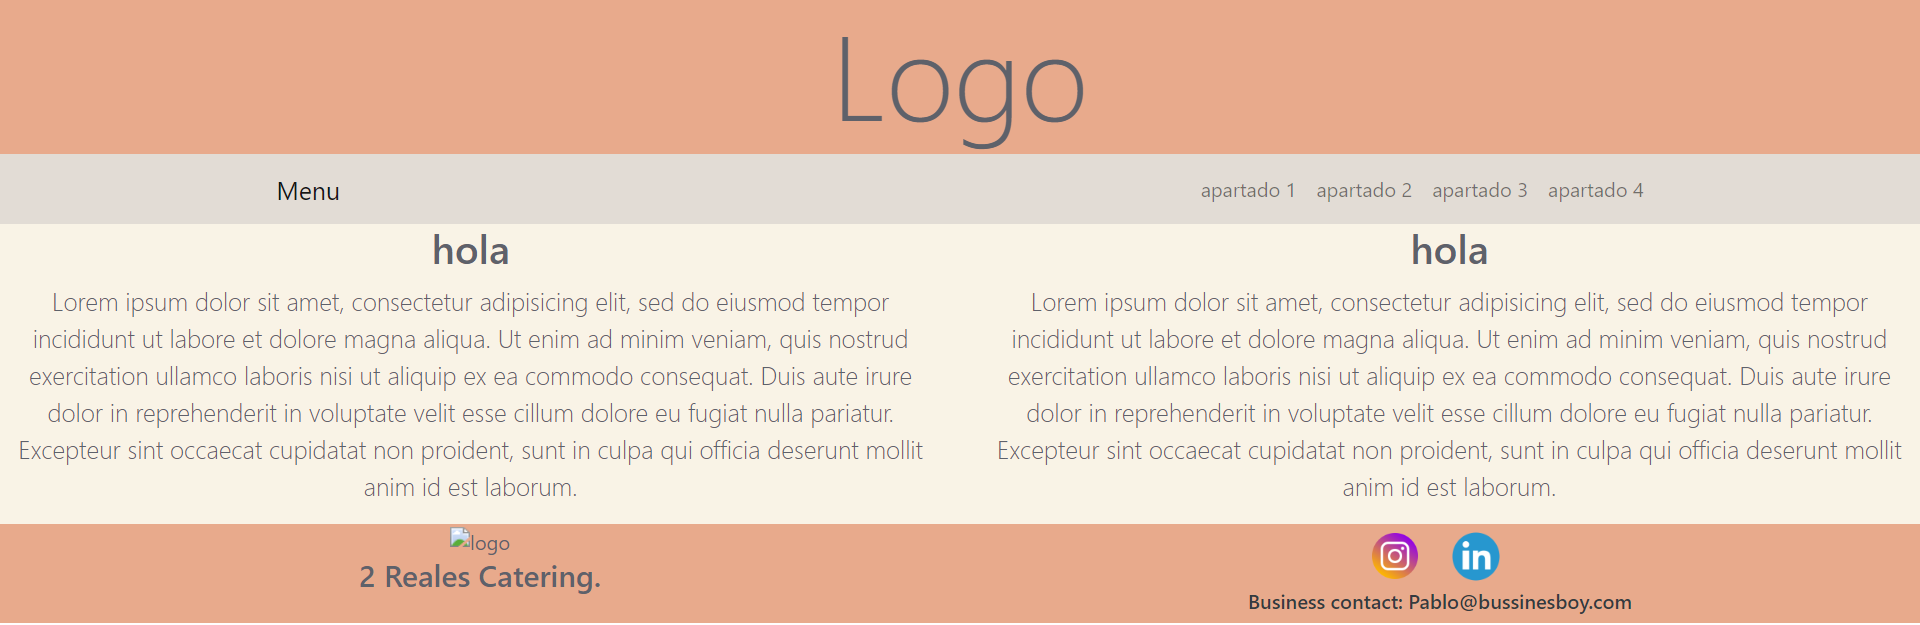 Logo
Menu
apartado 1 apartado 2 apartado 3 apartado 4
hola
Lorem ipsum dolor sit amet, consectetur adipisicing elit, sed do eiusmod tempor
incididunt ut labore et dolore magna aliqua. Ut enim ad minim veniam, quis nostrud
exercitation ullamco laboris nisi ut aliquip ex ea commodo consequat. Duis aute irure
dolor in reprehenderit in voluptate velit esse cillum dolore eu fugiat nulla pariatur.
Excepteur sint occaecat cupidatat non proident, sunt in culpa qui officia deserunt mollit
anim id est laborum.
hola
Lorem ipsum dolor sit amet, consectetur adipisicing elit, sed do eiusmod tempor
incididunt ut labore et dolore magna aliqua. Ut enim ad minim veniam, quis nostrud
exercitation ullamco laboris nisi ut aliquip ex ea commodo consequat. Duis aute irure
dolor in reprehenderit in voluptate velit esse cillum dolore eu fugiat nulla pariatur.
Excepteur sint occaecat cupidatat non proident, sunt in culpa qui officia deserunt mollit
anim id est laborum.
logo
2 Reales Catering.
in
Business contact: Pablo@bussinesboy.com